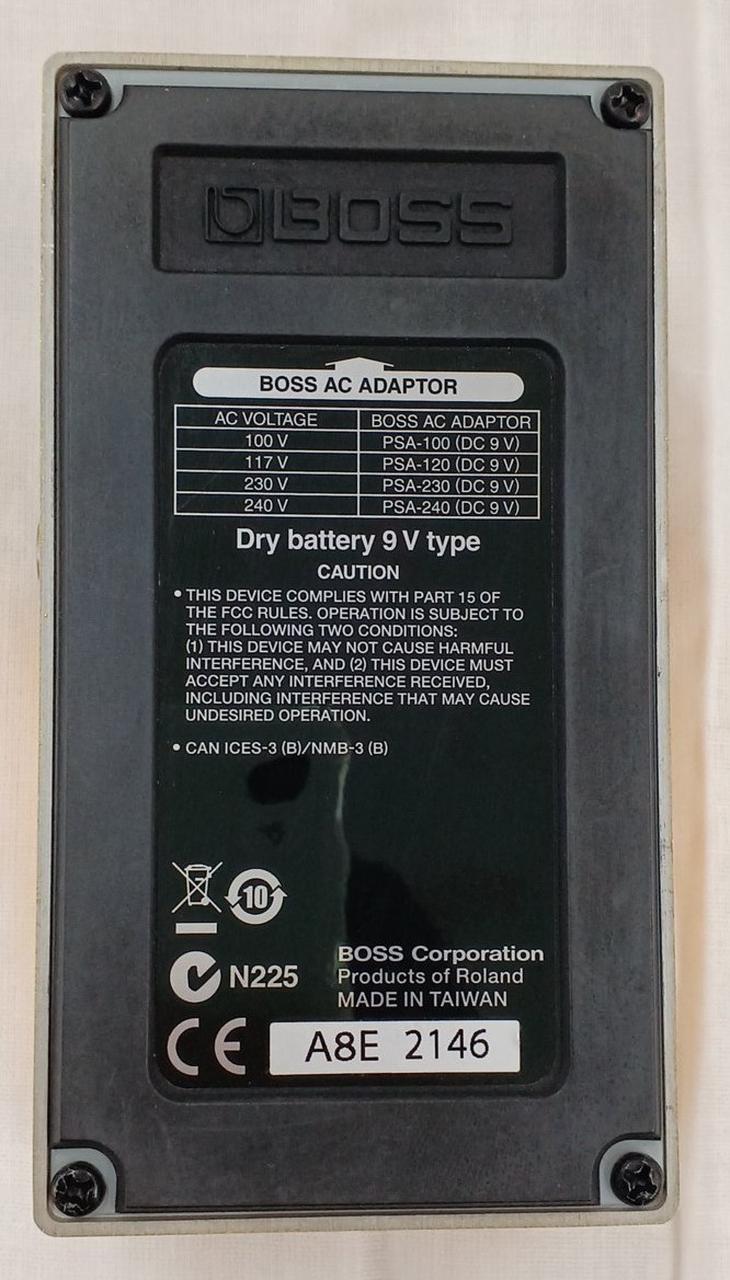 BOSS
BOSS AC ADAPTOR
AC VOLTAGE BOSS AC ADAPTOR
100 V PSA-100 (DC 9 V)
117 V PSA-120 (DC 9 V)
230 V PSA-230 (DC 9 V)
240 V PSA-240 (DC 9 V)
Dry battery 9 V type
CAUTION
• THIS DEVICE COMPLIES WITH PART 15 OF
THE FCC RULES. OPERATION IS SUBJECT TO
THE FOLLOWING TWO CONDITIONS:
(1) THIS DEVICE MAY NOT CAUSE HARMFUL
INTERFERENCE, AND (2) THIS DEVICE MUST
ACCEPT ANY INTERFERENCE RECEIVED,
INCLUDING INTERFERENCE THAT MAY CAUSE
UNDESIRED OPERATION.
• CAN ICES-3 (B)/NMB-3 (B)
10
N225
BOSS Corporation
Products of Roland
MADE IN TAIWAN
CE
A8E 2146